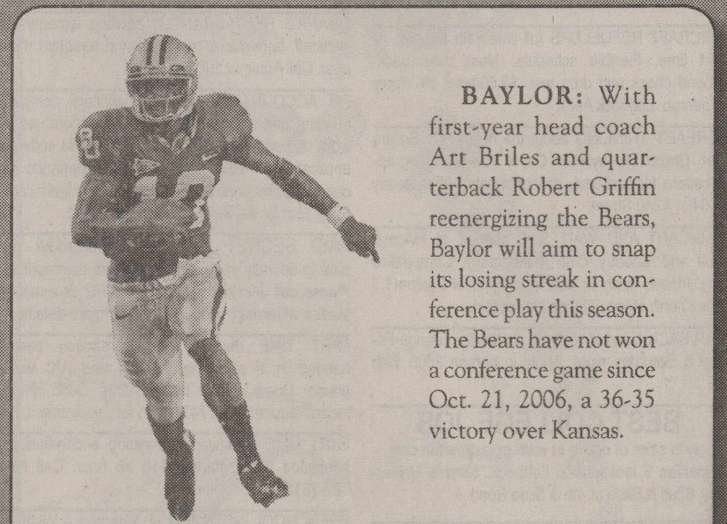 BAYLOR: With
first-year head coach
Art Briles and quar-
terback Robert Griffin
reenergizing the Bears,
Baylor will aim to snap
its losing streak in con-
ference play this season.
The Bears have not won
a conference game since
Oct. 21, 2006, a 36-35
victory over Kansas.